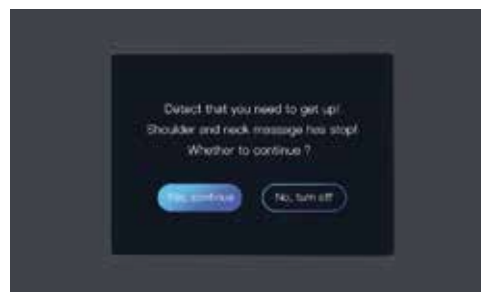 Detect that you need to get up!
Shoulder and neck massage has stop!
Whether to continue ?
Yes, continue
No, turn off